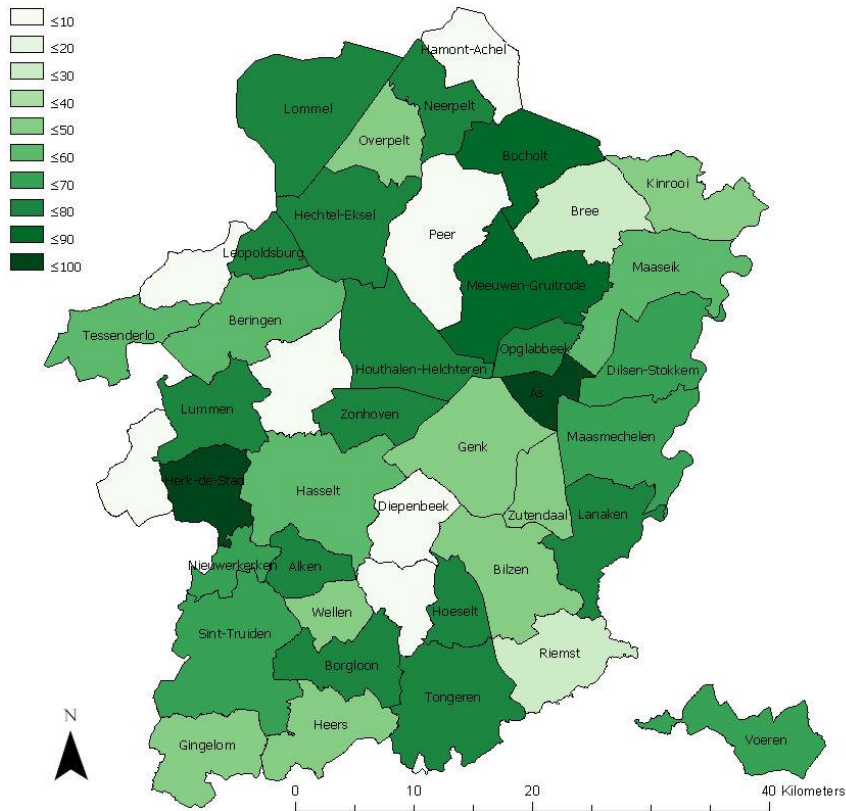 ≤10
≤20
≤30
≤40
≤50
≤60
≤70
≤80
≤90
≤100
Hamont-Achel
Lommel
Neerpelt
Overpelt
Bocholt
Kinrooi
Bree
Hechtel-Eksel
Peer
Leopoldsburg
Maaseik
Meeuwen-Gruitrode
Beringen
Tessenderlo
Opglabbeek
Houthalen-Helchteren
Dilsen-Stokkem
As
Lummen
Zonhoven
Maasmechelen
Genk
Herk-de-Stad
Hasselt
Diepenbeek
Zutendaal
Lanaken
Nieuwerkerken
Alken
Bilzen
Wellen
Hoeselt
Sint-Truiden
Riemst
Borgloon
Tongeren
Heers
Gingelom
Voeren
N
0 10 20 40 Kilometers